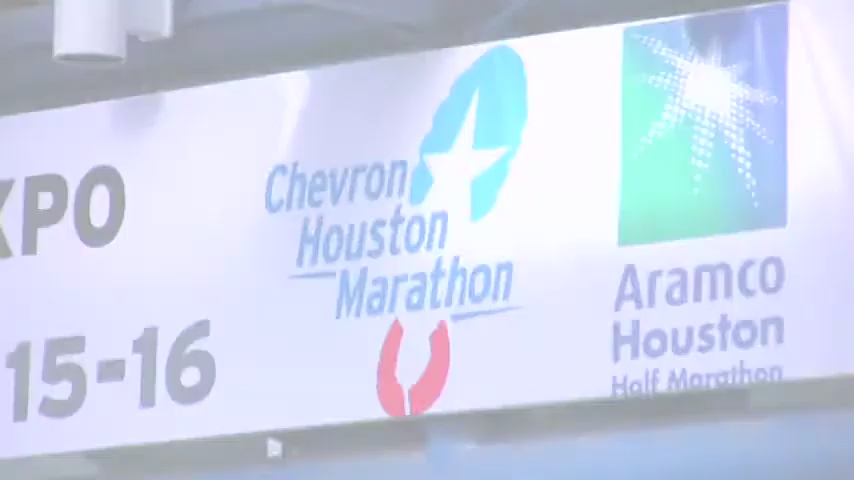 XPO
15-16
Chevron
Houston
Marathon
Aramco
Houston
Half Marathon